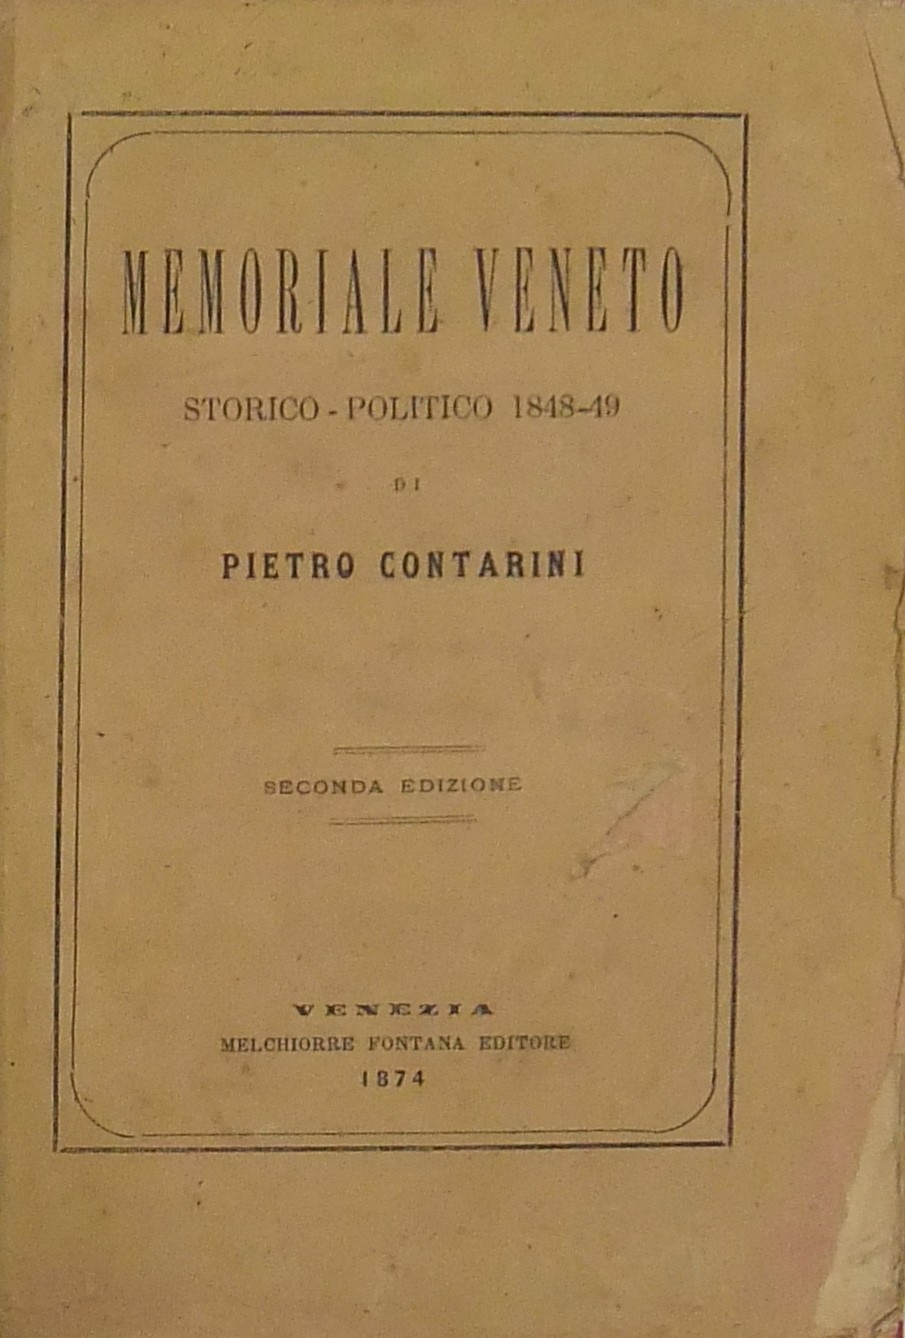 MEMORIALE VENETO
STORICO-POLITICO 1848-49
DI
PIETRO CONTARINI
SECONDA EDIZIONE
VENEZIA
MELCHIORRE FONTANA EDITORE
1874